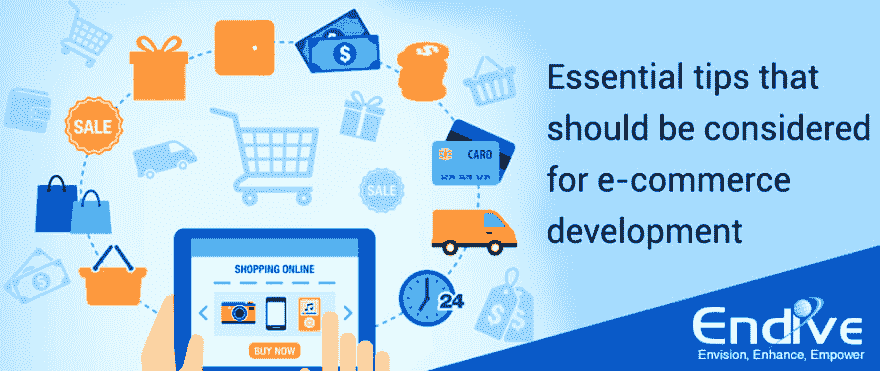 Essential tips that
should be considered
for e-commerce
development
SALE
$
SALE
CARD
SHOPPING ONLINE
BUY NOW
24
$
$
Endive
Envision, Enhance, Empower